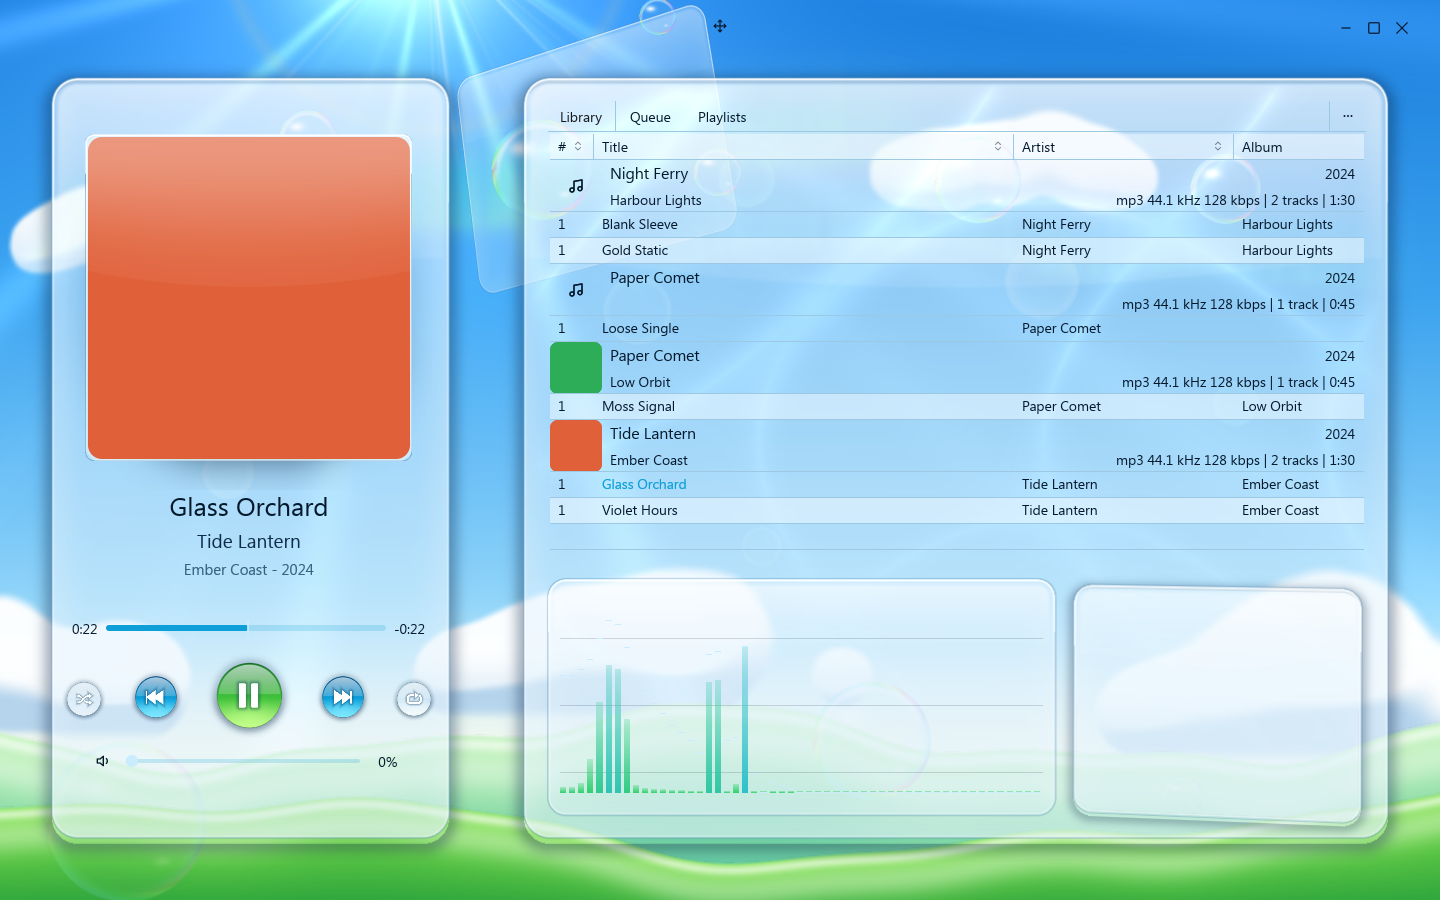 Library Queue Playlists ...
# Title Artist Album
Night Ferry 2024
Harbour Lights mp3 44.1 kHz 128 kbps | 2 tracks | 1:30
1 Blank Sleeve Night Ferry Harbour Lights
1 Gold Static Night Ferry Harbour Lights
Paper Comet 2024
mp3 44.1 kHz 128 kbps | 1 track | 0:45
1 Loose Single Paper Comet
Paper Comet 2024
Low Orbit mp3 44.1 kHz 128 kbps | 1 track | 0:45
1 Moss Signal Paper Comet Low Orbit
Tide Lantern 2024
Ember Coast mp3 44.1 kHz 128 kbps | 2 tracks | 1:30
1 Glass Orchard Tide Lantern Ember Coast
1 Violet Hours Tide Lantern Ember Coast
Glass Orchard
Tide Lantern
Ember Coast - 2024
0:22 -0:22
0%